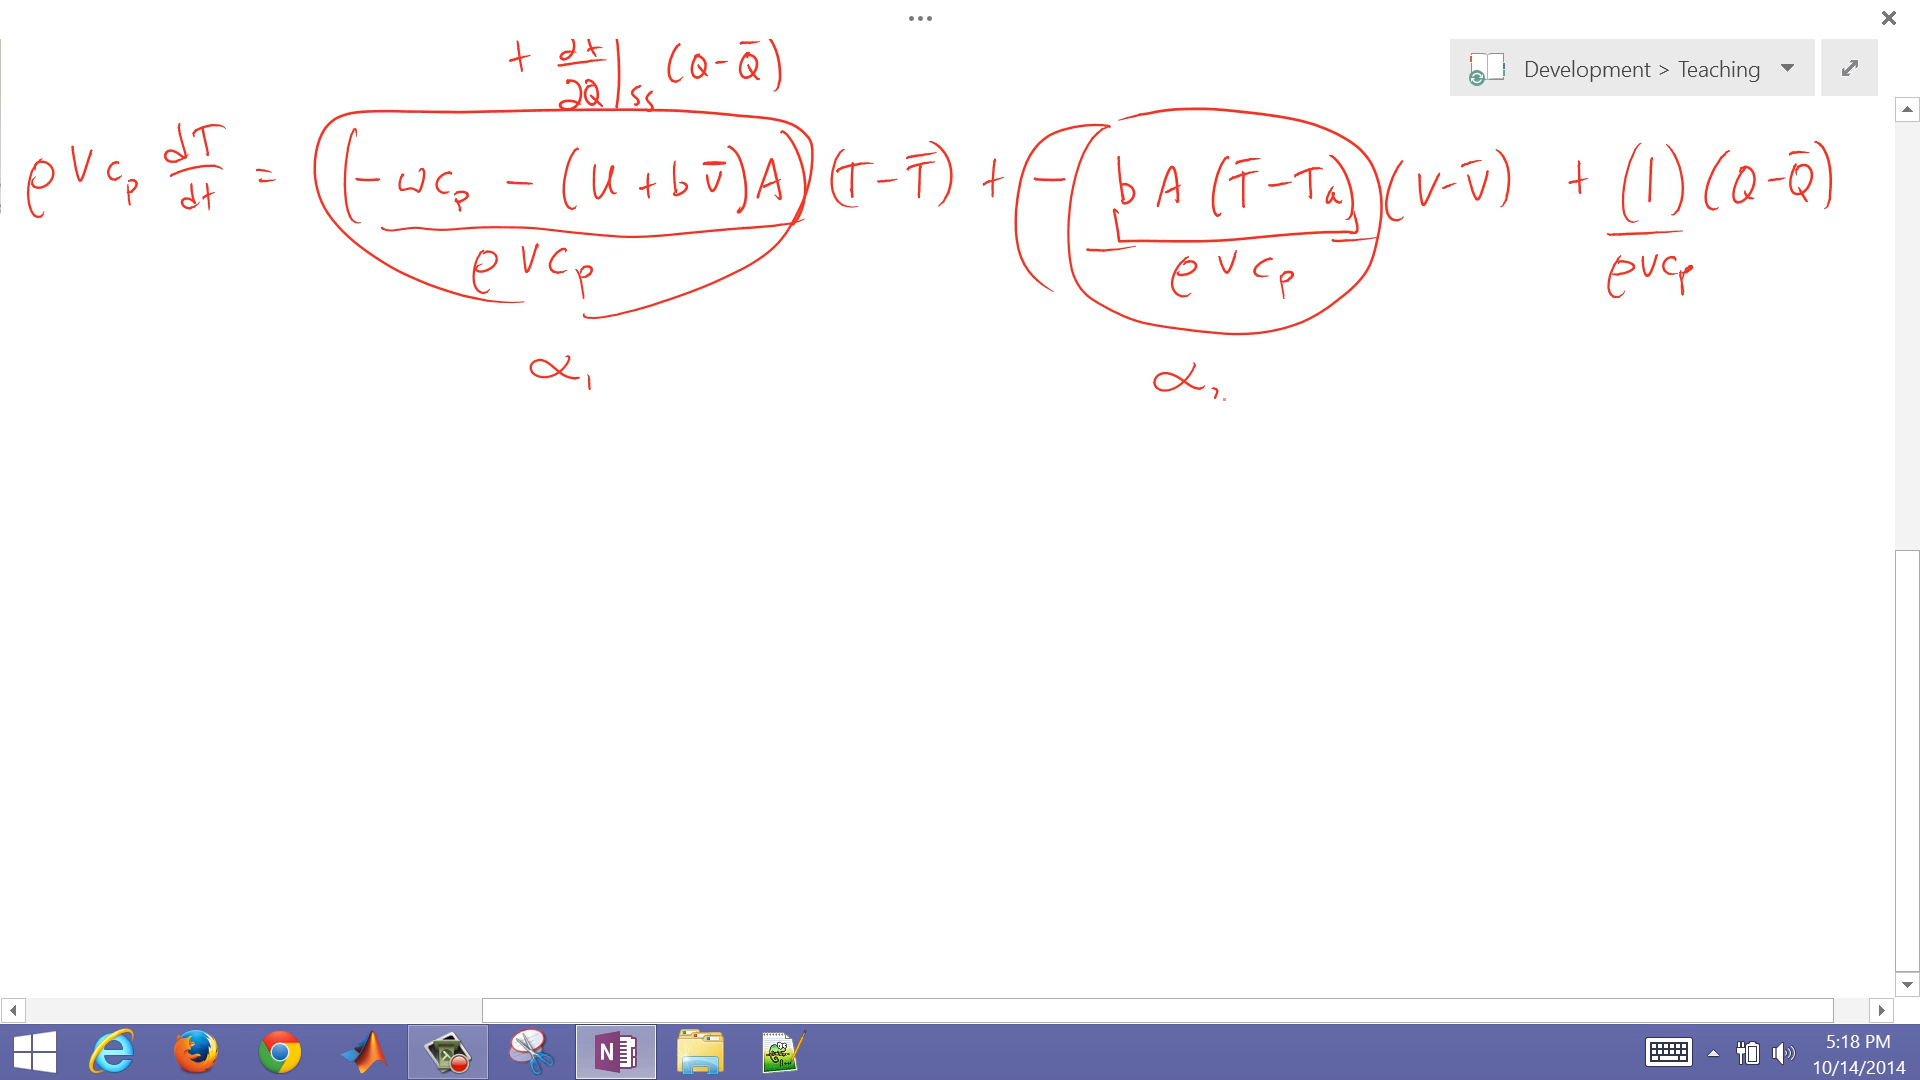 Development > Teaching
+ ∂f/∂Q |ss (Q-Q̄)
ρVcp dT/dt = (-wcp - (U+bv̄)A)/ρVcp (T-T̄) + - (bA(T̄-Ta))/ρVcp (v-v̄) + (1)/ρVcp (Q-Q̄)
α1 α2
5:18 PM
10/14/2014